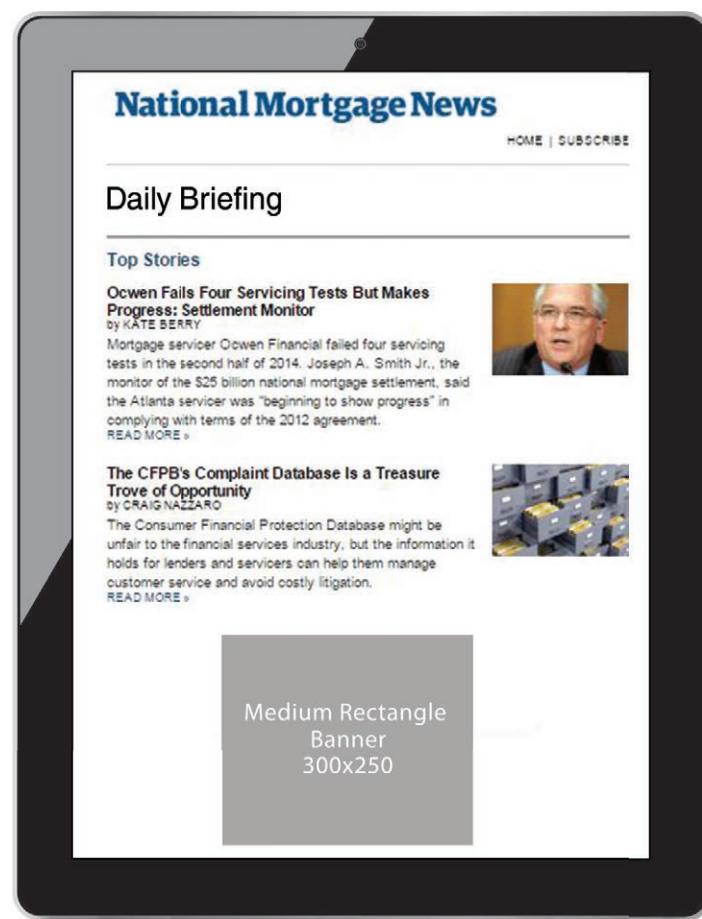 National Mortgage News
HOME | SUBSCRIBE
Daily Briefing
Top Stories
Ocwen Fails Four Servicing Tests But Makes
Progress: Settlement Monitor
by KATE BERRY
Mortgage servicer Ocwen Financial failed four servicing
tests in the second half of 2014. Joseph A. Smith Jr., the
monitor of the $25 billion national mortgage settlement, said
the Atlanta servicer was "beginning to show progress" in
complying with terms of the 2012 agreement.
READ MORE »
The CFPB's Complaint Database Is a Treasure
Trove of Opportunity
by CRAIG NAZZARO
The Consumer Financial Protection Database might be
unfair to the financial services industry, but the information it
holds for lenders and servicers can help them manage
customer service and avoid costly litigation.
READ MORE »
Medium Rectangle
Banner
300x250